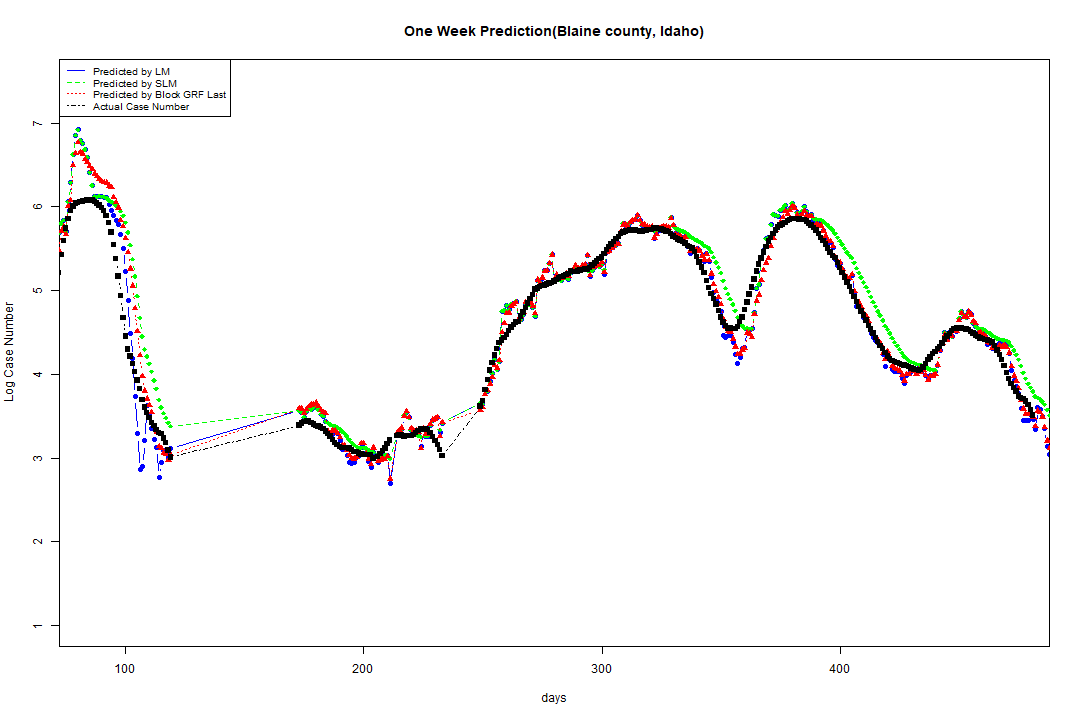 One Week Prediction(Blaine county, Idaho)
Predicted by LM
Predicted by SLM
Predicted by Block GRF Last
Actual Case Number
Log Case Number
7
6
5
4
3
2
1
100 200 300 400
days